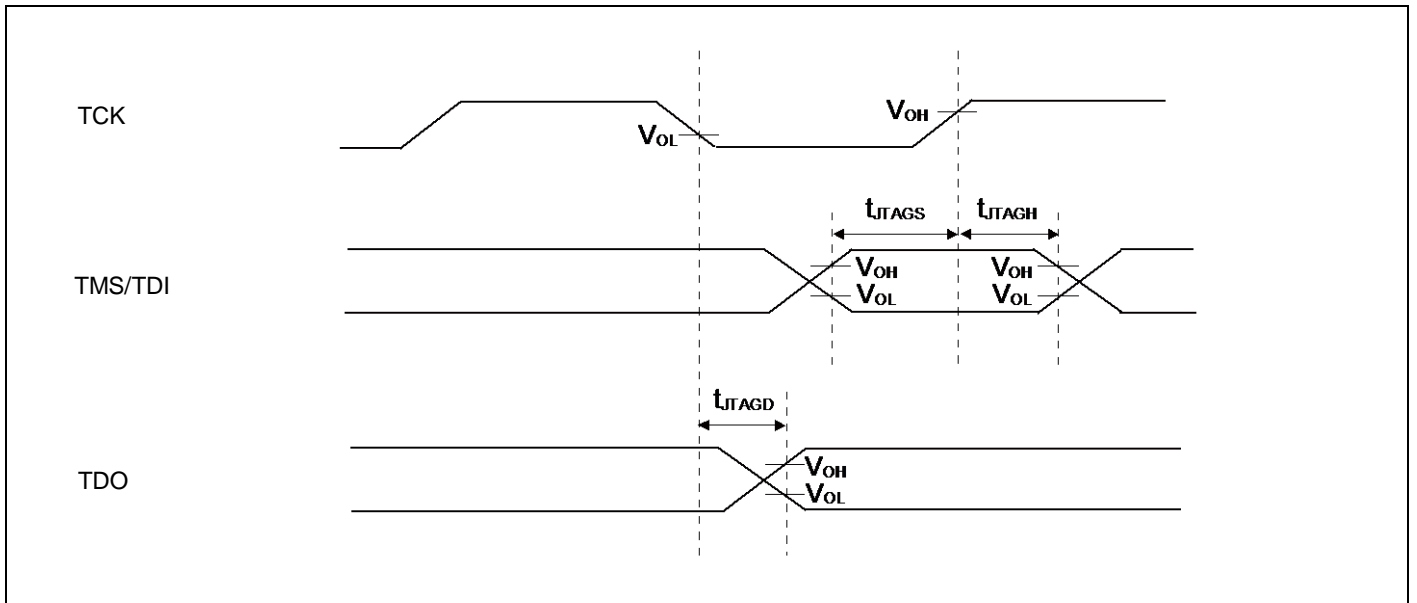 TCK
VOL
VOH
tJTAGS
tJTAGH
TMS/TDI
VOH
VOH
VOL
VOL
tJTAGD
TDO
VOH
VOL